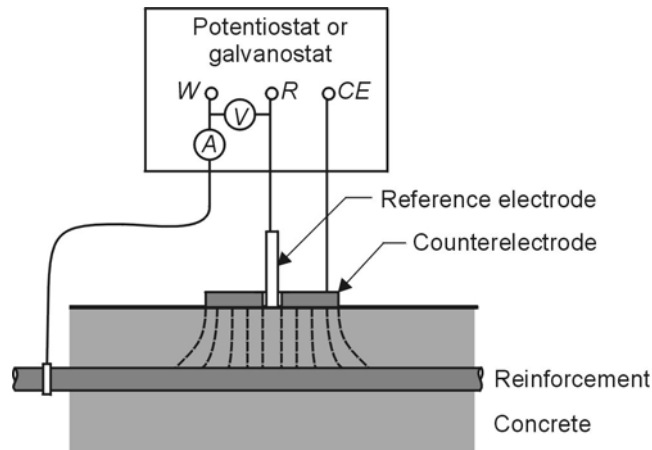 Potentiostat or
galvanostat
W R CE
V
A
Reference electrode
Counterelectrode
Reinforcement
Concrete